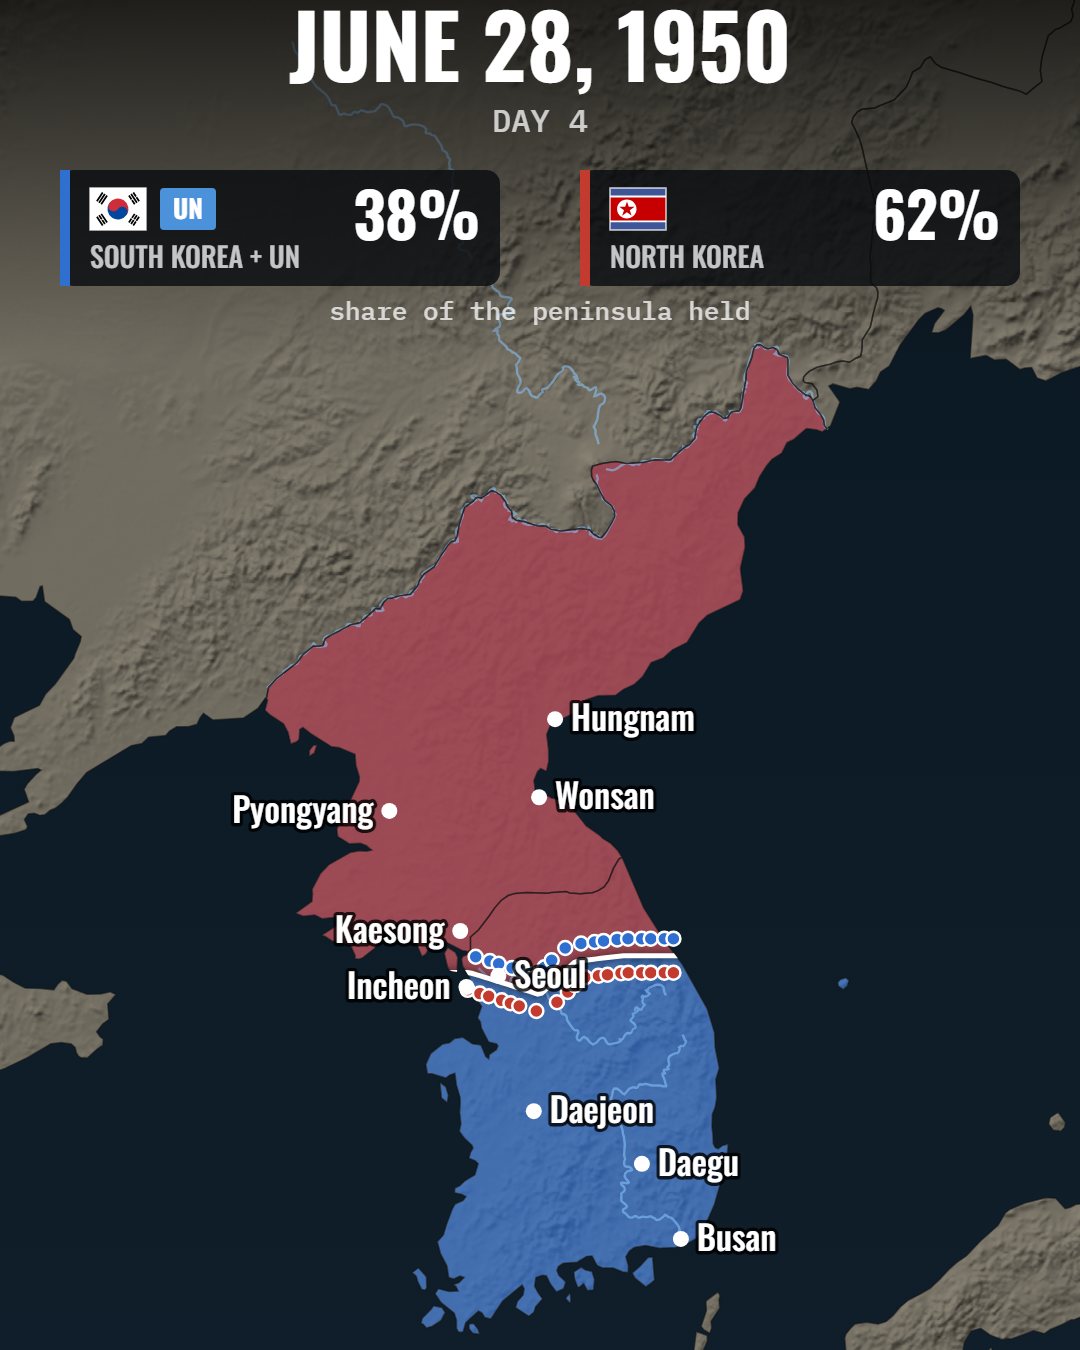 JUNE 28, 1950
DAY 4
UN
38%
SOUTH KOREA + UN
62%
NORTH KOREA
share of the peninsula held
Hungnam
Wonsan
Pyongyang
Kaesong
Seoul
Incheon
Daejeon
Daegu
Busan